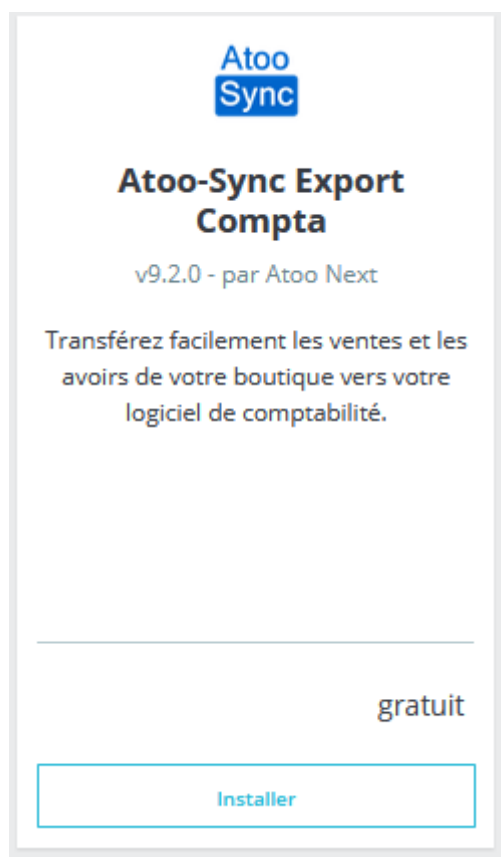 Atoo
Sync
Atoo-Sync Export
Compta
v9.2.0 - par Atoo Next
Transférez facilement les ventes et les
avoirs de votre boutique vers votre
logiciel de comptabilité.
gratuit
Installer